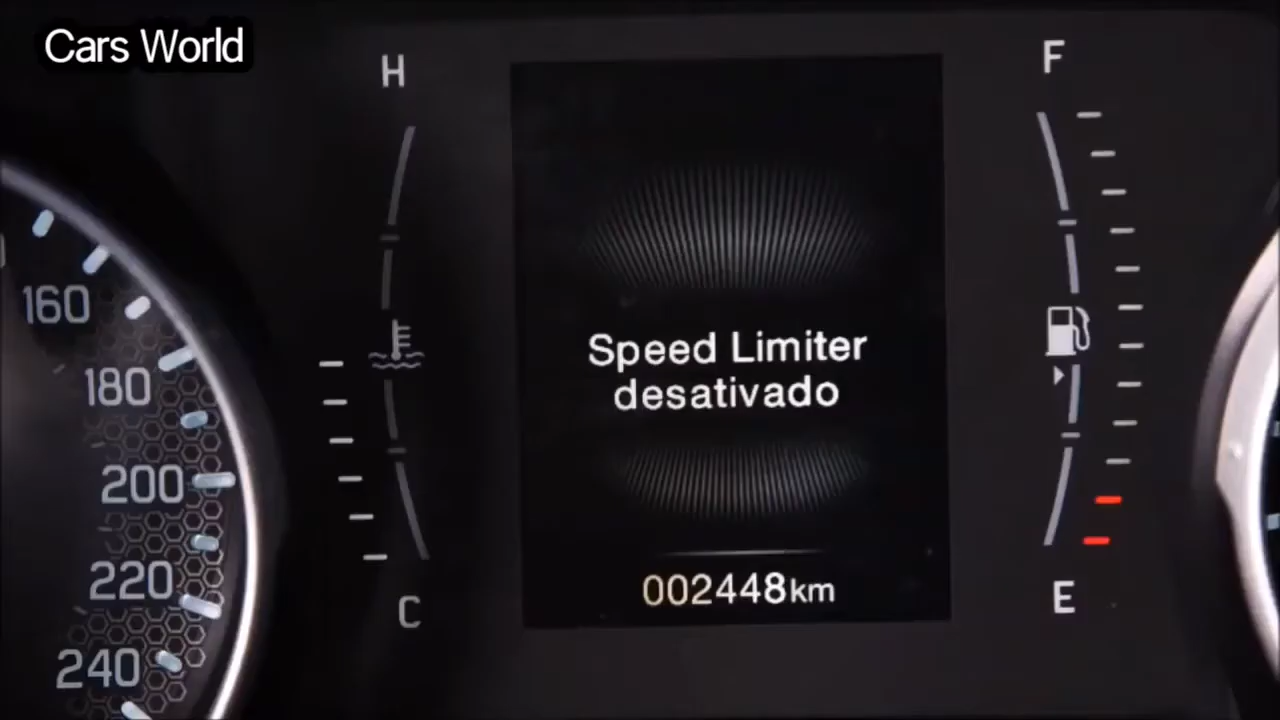 Cars World
H
F
160
180
200
220
240
Speed Limiter
desativado
002448km
C
E